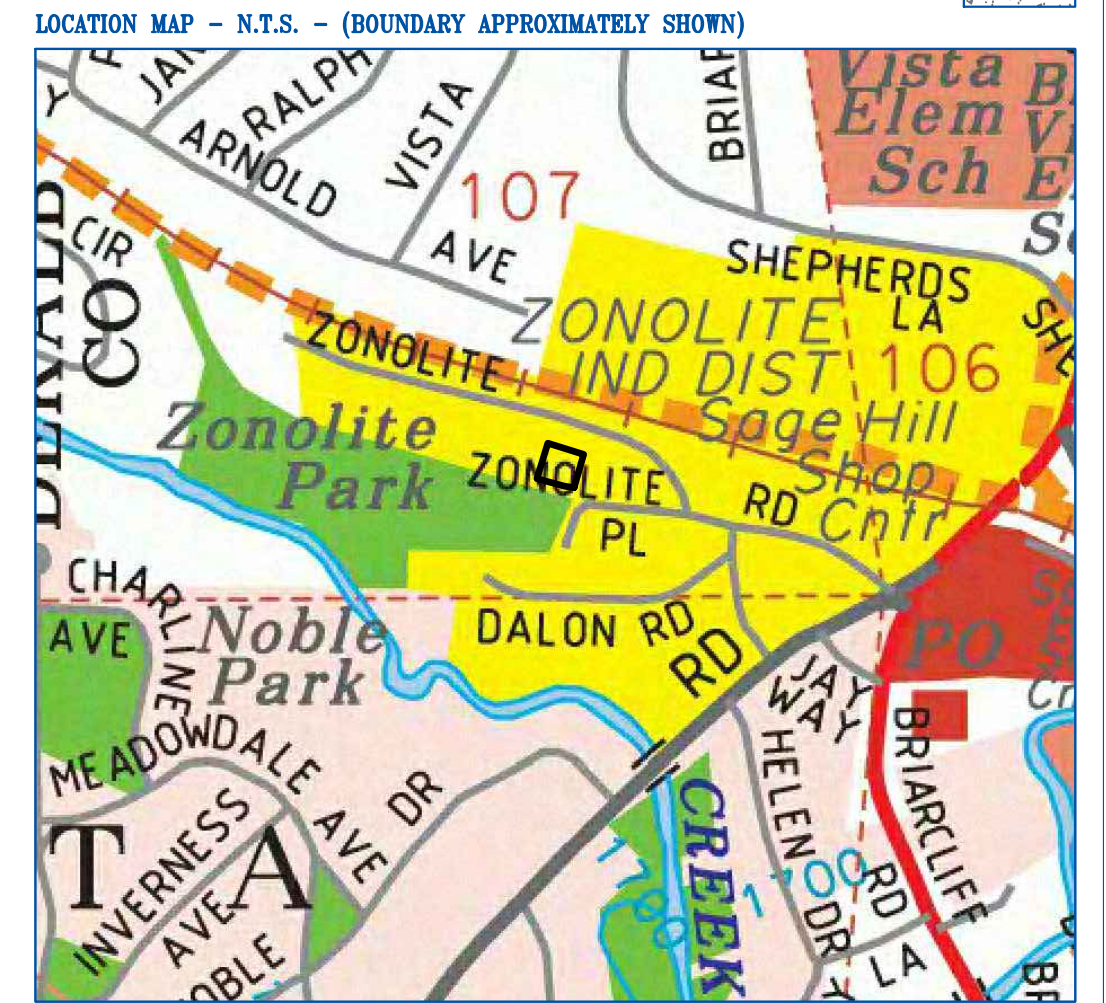 LOCATION MAP - N.T.S. - (BOUNDARY APPROXIMATELY SHOWN)
JAN
RALPH
ARNOLD
AVE
VISTA
BRIAR
Vista
Elem
Sch
107
CIR
DEKALB
CO
SHEPHERDS
LA
ZONOLITE
IND DIST
106
ZONOLITE
Sage Hill
Shop
Cntr
Zonolite
Park
ZONOLITE
RD
PL
CHARLINE
AVE
Noble
Park
DALON RD
RD
PO
JAY
WAY
MEADOWDALE
AVE
DR
HELEN
DR
BRIARCLIFF
RD
INVERNESS
AVE
T A
CREEK
1700
LA